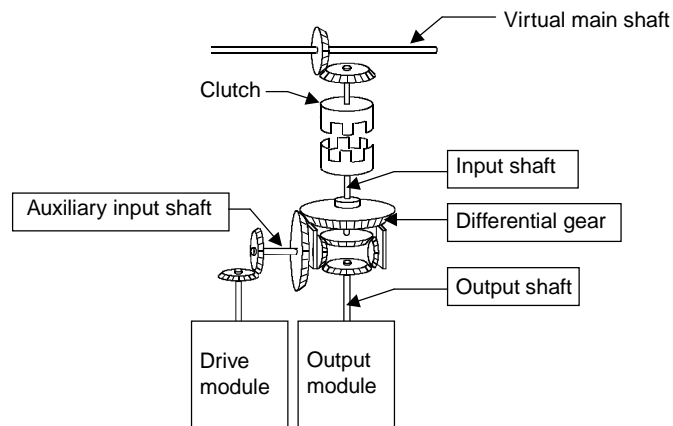 Virtual main shaft
Clutch
Input shaft
Auxiliary input shaft
Differential gear
Output shaft
Drive
module
Output
module